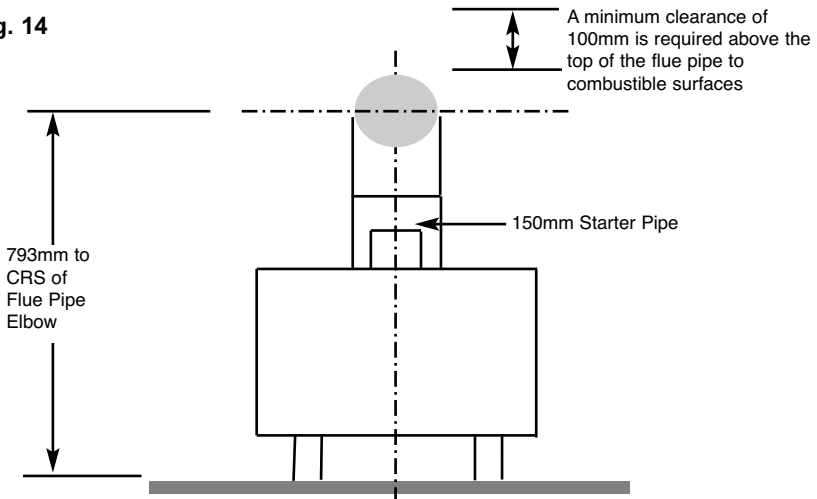 g. 14
A minimum clearance of
100mm is required above the
top of the flue pipe to
combustible surfaces
150mm Starter Pipe
793mm to
CRS of
Flue Pipe
Elbow